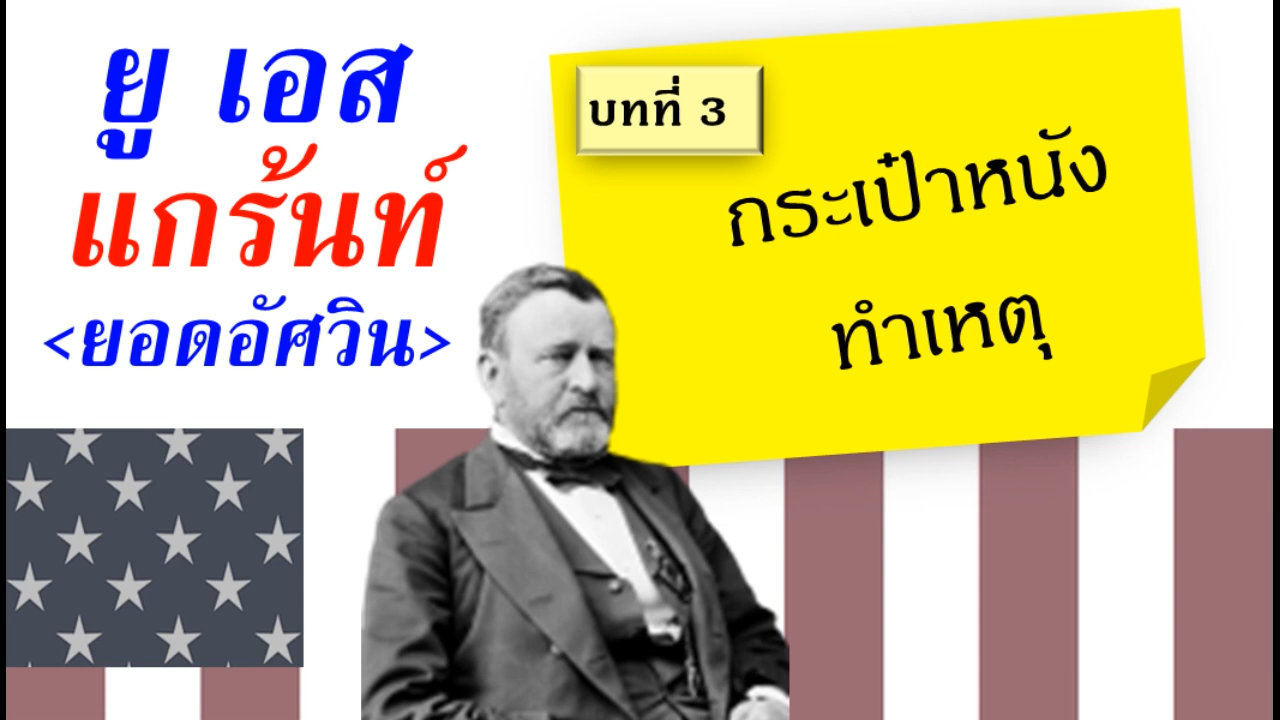 ยู เอส
แกร้นท์
<ยอดอัศวิน>
บทที่ 3
กระเป๋าหนัง
ทำเหตุ